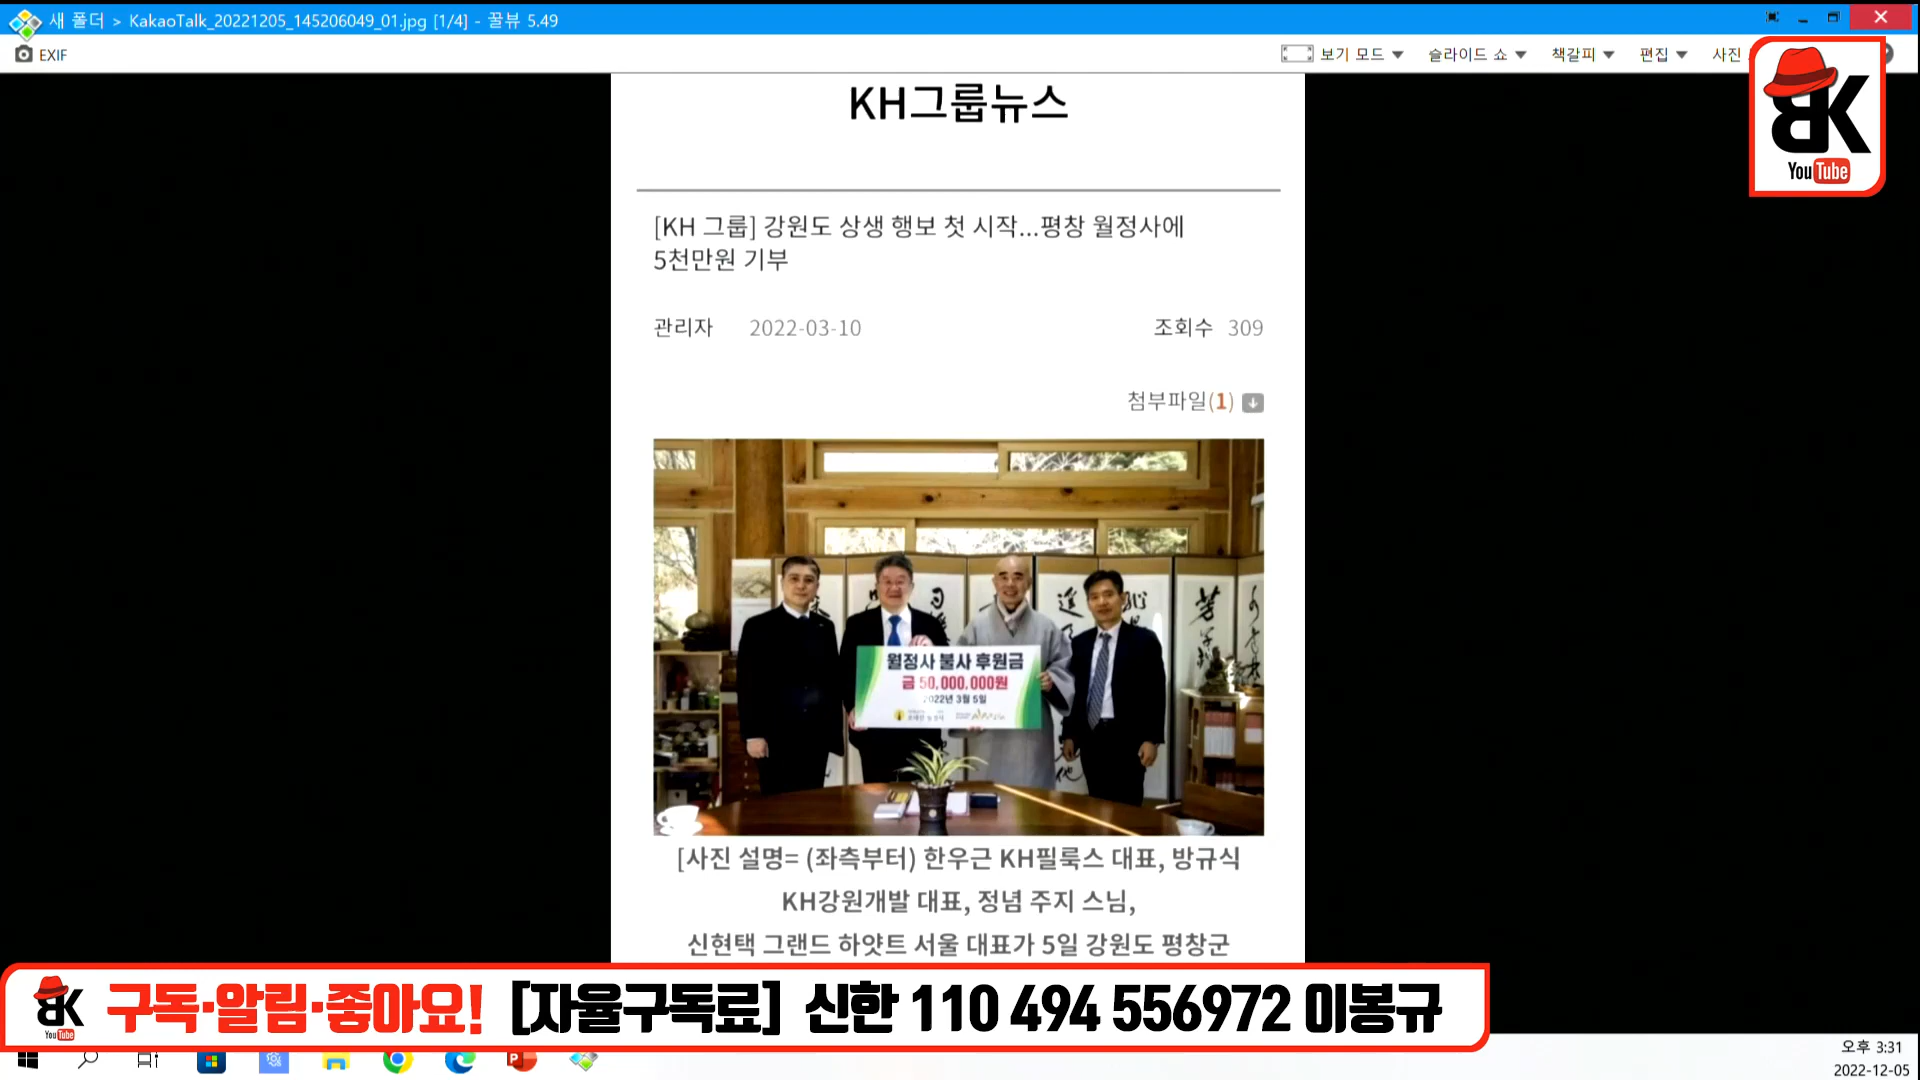 새 폴더 > KakaoTalk_20221205_145206049_01.jpg [1/4] - 꿀뷰 5.49
EXIF
보기 모드 슬라이드 쇼 책갈피 편집 사진
BK
YouTube
KH그룹뉴스
[KH 그룹] 강원도 상생 행보 첫 시작...평창 월정사에
5천만원 기부
관리자 2022-03-10 조회수 309
첨부파일(1)
월정사 불사 후원금
금 50,000,000원
2022년 3월 5일
[사진 설명= (좌측부터) 한우근 KH필룩스 대표, 방규식
KH강원개발 대표, 정념 주지 스님,
신현택 그랜드 하얏트 서울 대표가 5일 강원도 평창군
BK
YouTube
구독·알림·좋아요! [자율구독료] 신한 110 494 556972 이봉규
오후 3:31
2022-12-05